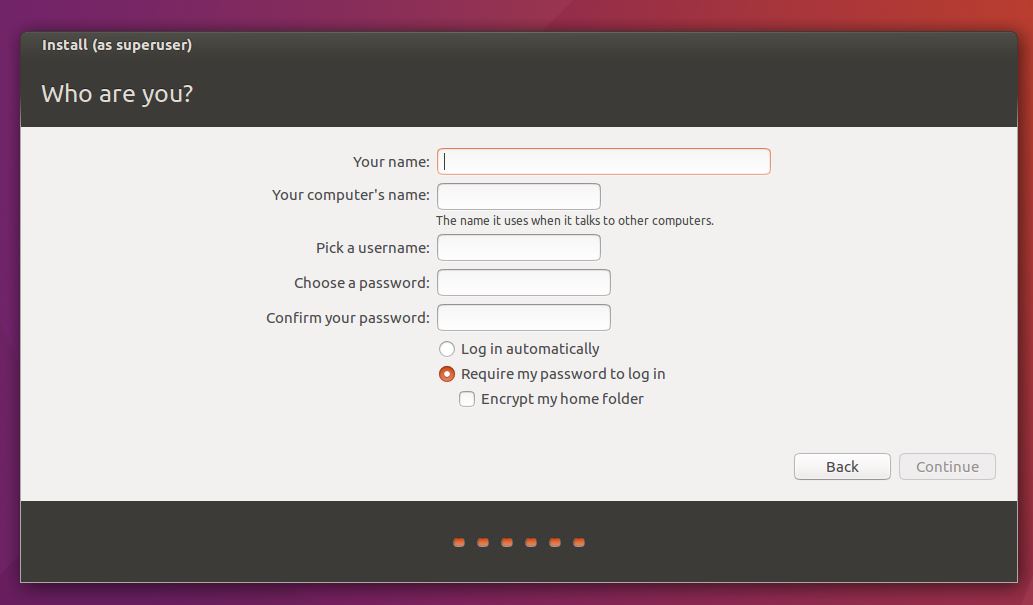 Install (as superuser)
Who are you?
Your name:
Your computer's name:
The name it uses when it talks to other computers.
Pick a username:
Choose a password:
Confirm your password:
Log in automatically
Require my password to log in
Encrypt my home folder
Back Continue